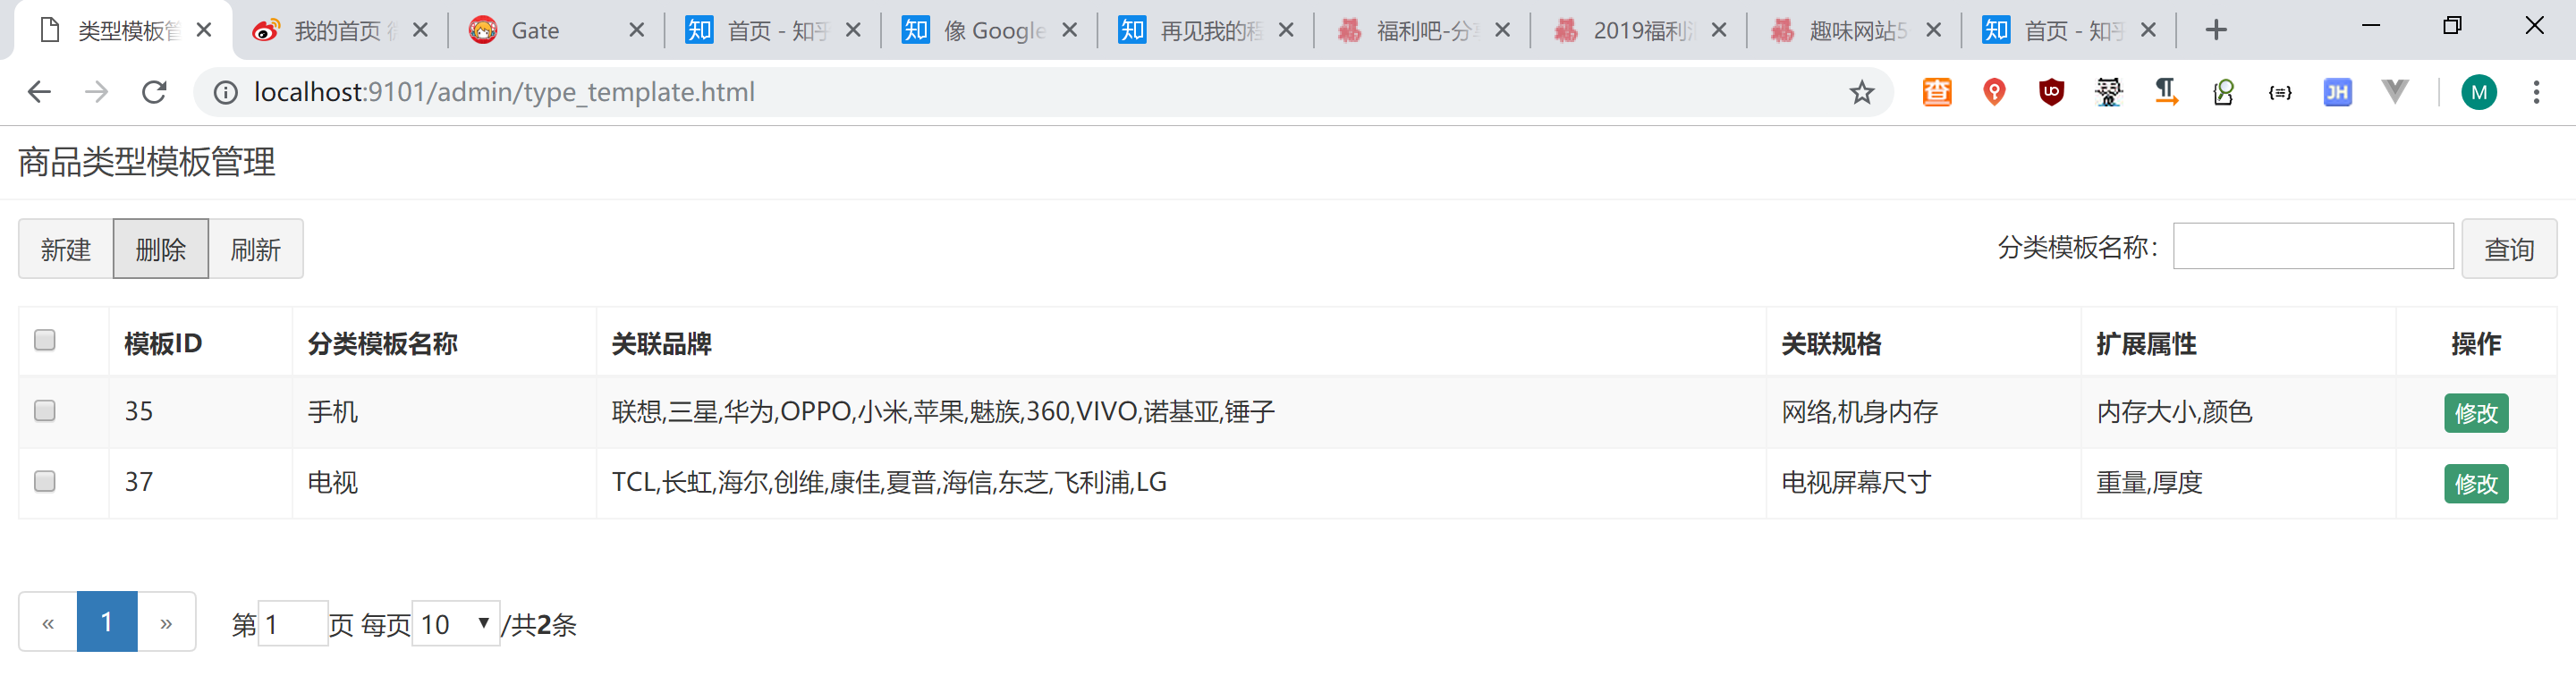 类型模板管 我的首页 Gate 首页 - 知乎 像 Google 再见我的程 福利吧-分享 2019福利 趣味网站5 首页 - 知乎
localhost:9101/admin/type_template.html
商品类型模板管理
新建 删除 刷新 分类模板名称： 查询
模板ID 分类模板名称 关联品牌 关联规格 扩展属性 操作
35 手机 联想,三星,华为,OPPO,小米,苹果,魅族,360,VIVO,诺基亚,锤子 网络,机身内存 内存大小,颜色 修改
37 电视 TCL,长虹,海尔,创维,康佳,夏普,海信,东芝,飞利浦,LG 电视屏幕尺寸 重量,厚度 修改
« 1 » 第1页 每页10/共2条